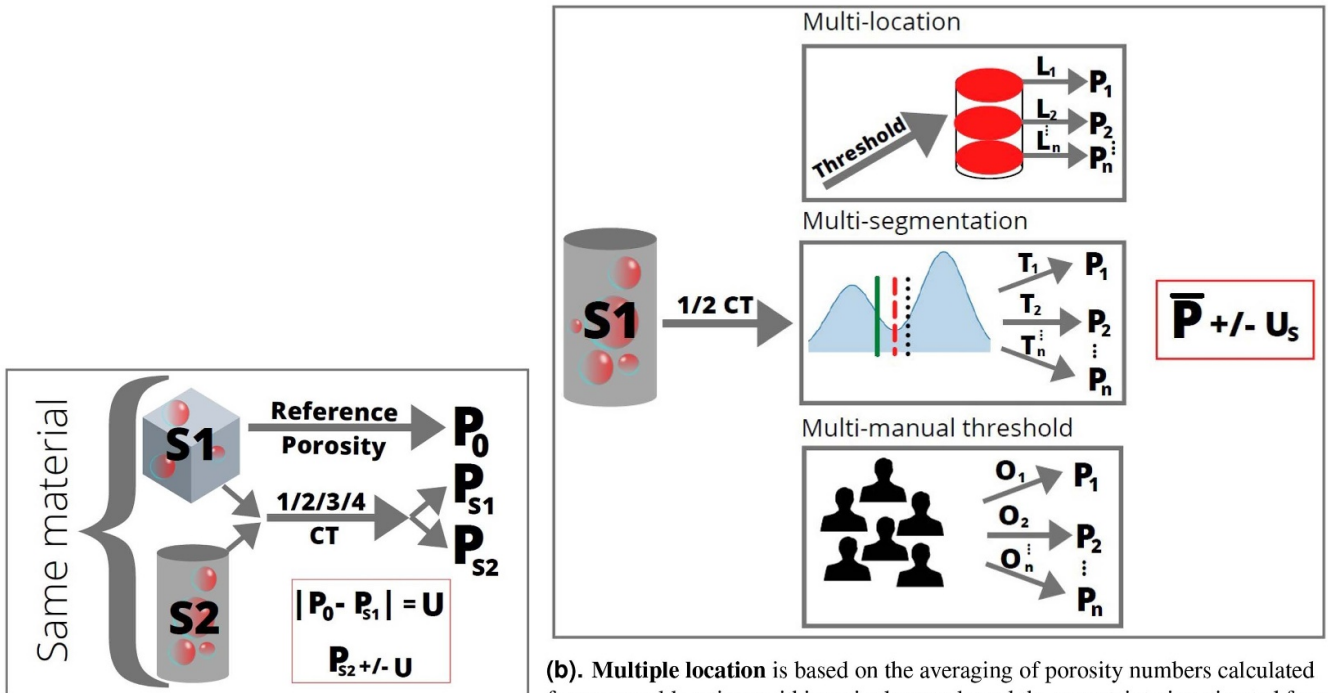 Same material
S1
Reference
Porosity
P0
1/2/3/4
CT
PS1
PS2
S2
|P0 - PS1| = U
PS2 +/- U
Multi-location
Threshold
L1
P1
L2
P2
⋮
Ln
Pn
⋮
S1
1/2 CT
Multi-segmentation
T1
P1
T2
P2
⋮
Tn
⋮
Pn
P̅ +/- Us
Multi-manual threshold
O1
P1
O2
P2
⋮
On
⋮
Pn
(b). Multiple location is based on the averaging of porosity numbers calculated